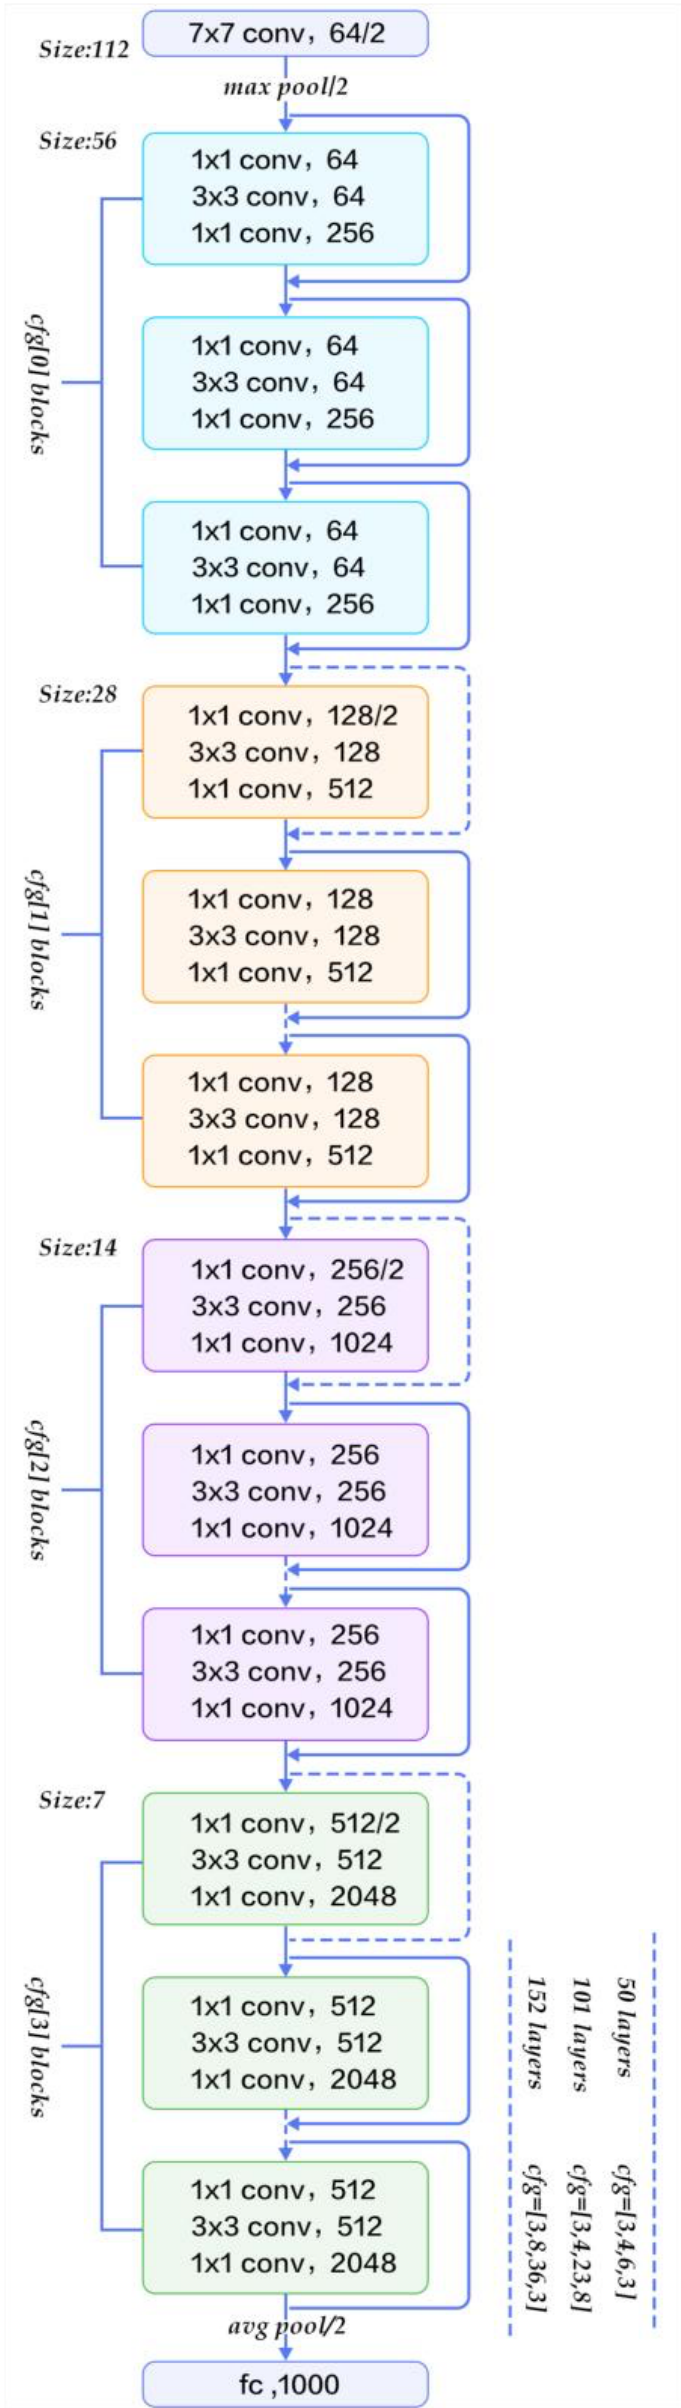 7x7 conv, 64/2
Size:112
max pool/2
Size:56
1x1 conv, 64
3x3 conv, 64
1x1 conv, 256
cfg[0] blocks
1x1 conv, 64
3x3 conv, 64
1x1 conv, 256
1x1 conv, 64
3x3 conv, 64
1x1 conv, 256
Size:28
1x1 conv, 128/2
3x3 conv, 128
1x1 conv, 512
cfg[1] blocks
1x1 conv, 128
3x3 conv, 128
1x1 conv, 512
1x1 conv, 128
3x3 conv, 128
1x1 conv, 512
Size:14
1x1 conv, 256/2
3x3 conv, 256
1x1 conv, 1024
cfg[2] blocks
1x1 conv, 256
3x3 conv, 256
1x1 conv, 1024
1x1 conv, 256
3x3 conv, 256
1x1 conv, 1024
Size:7
1x1 conv, 512/2
3x3 conv, 512
1x1 conv, 2048
cfg[3] blocks
1x1 conv, 512
3x3 conv, 512
1x1 conv, 2048
1x1 conv, 512
3x3 conv, 512
1x1 conv, 2048
50 layers cfg=[3,4,6,3]
101 layers cfg=[3,4,23,8]
152 layers cfg=[3,8,36,3]
avg pool/2
fc ,1000